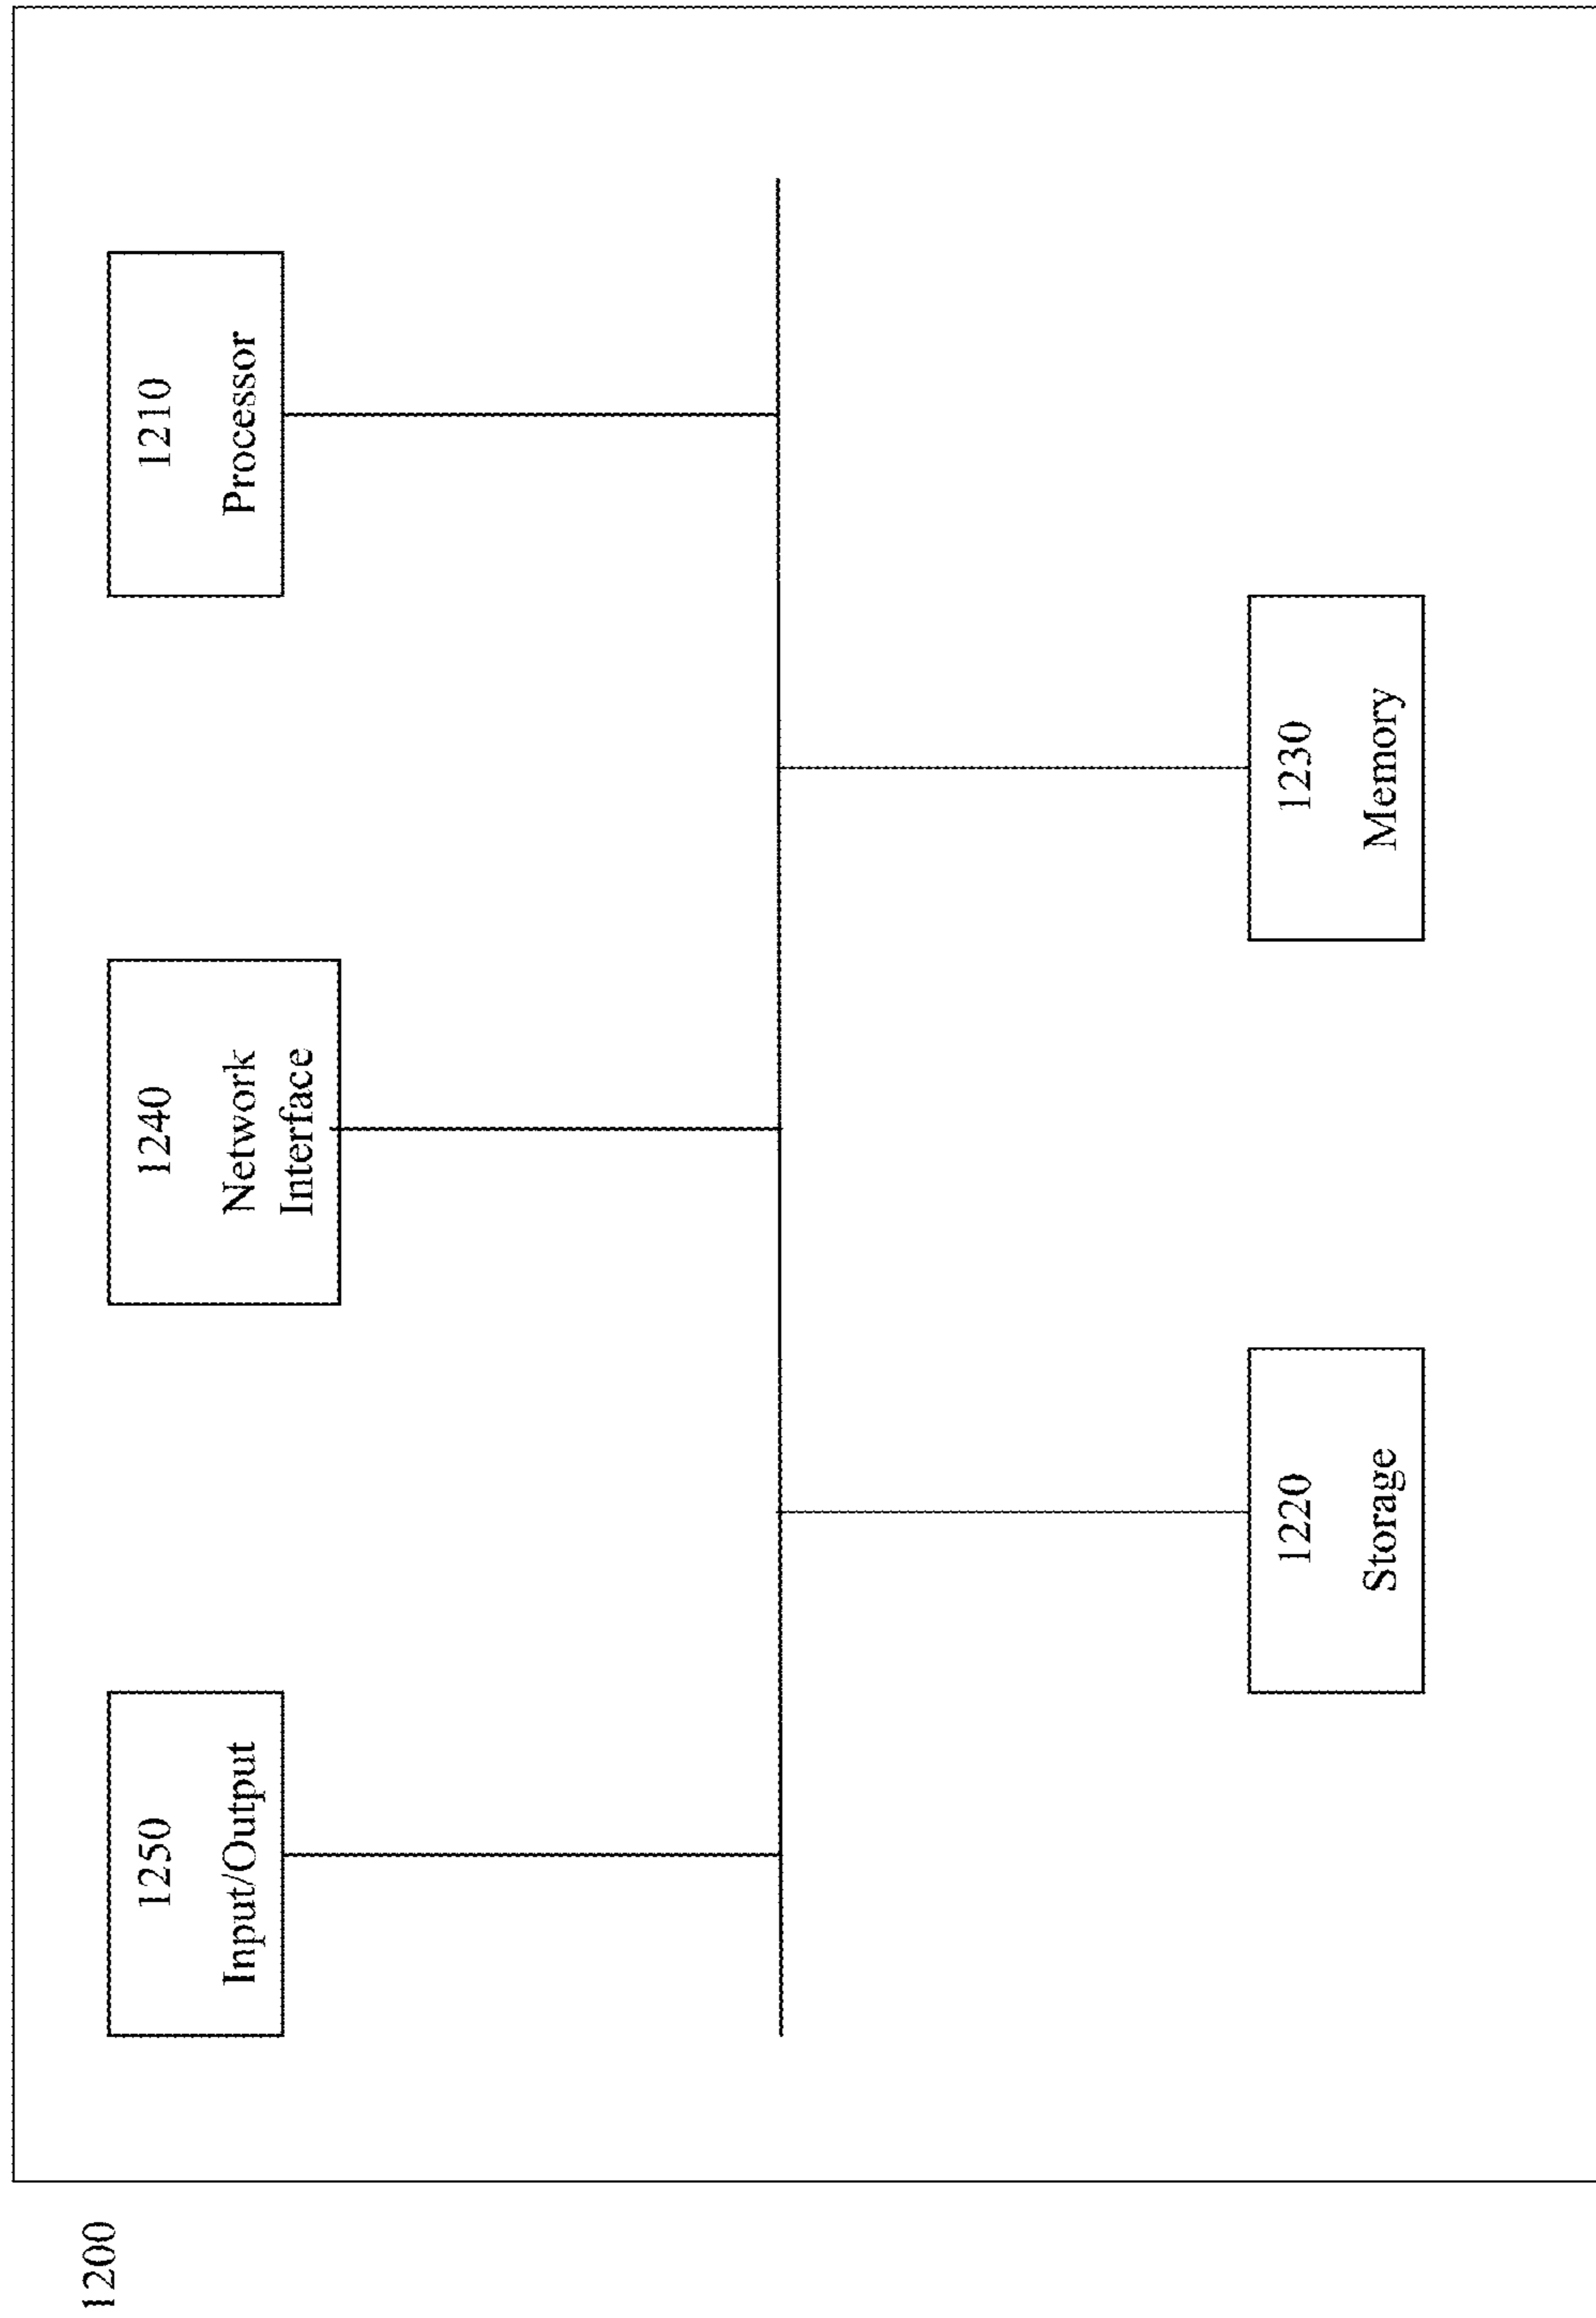 1200
1250
Input/Output
1240
Network
Interface
1210
Processor
1220
Storage
1230
Memory